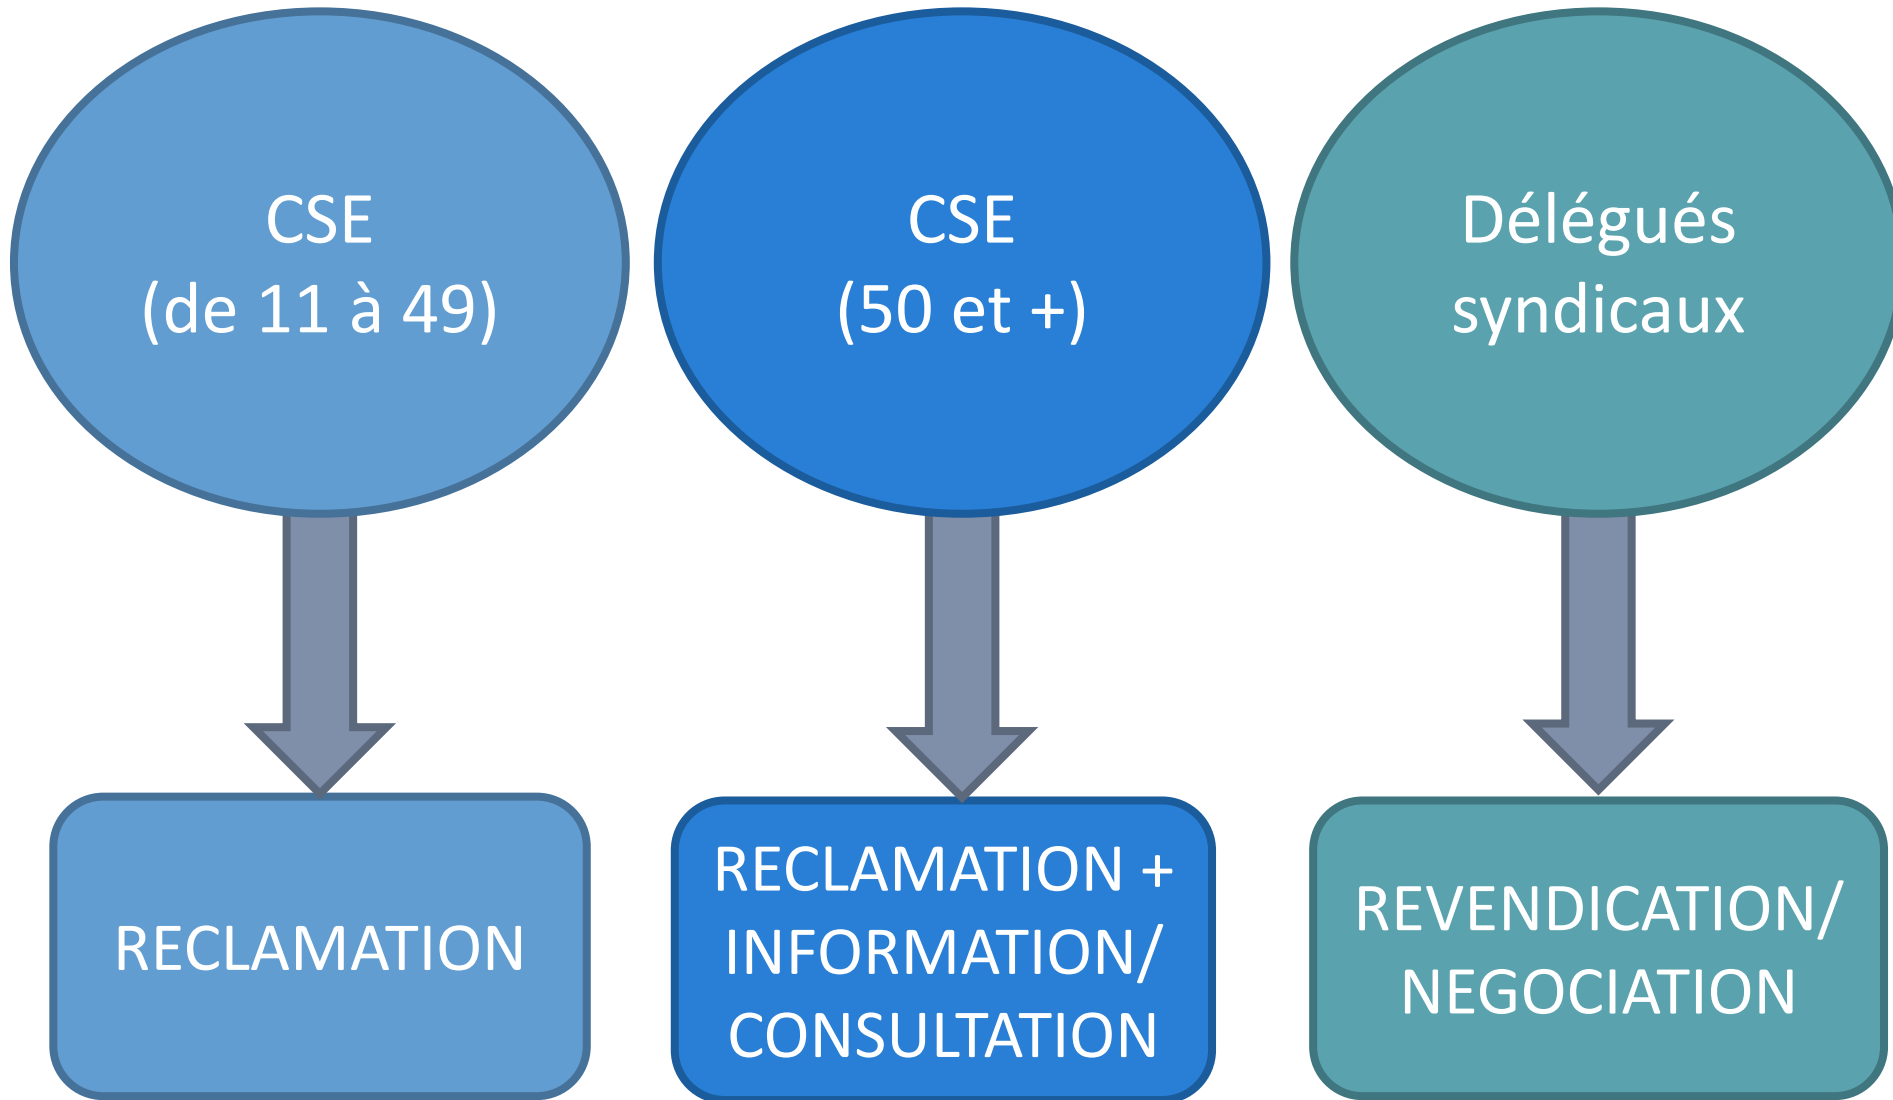 CSE
(de 11 à 49)
CSE
(50 et +)
Délégués
syndicaux
RECLAMATION
RECLAMATION +
INFORMATION/
CONSULTATION
REVENDICATION/
NEGOCIATION